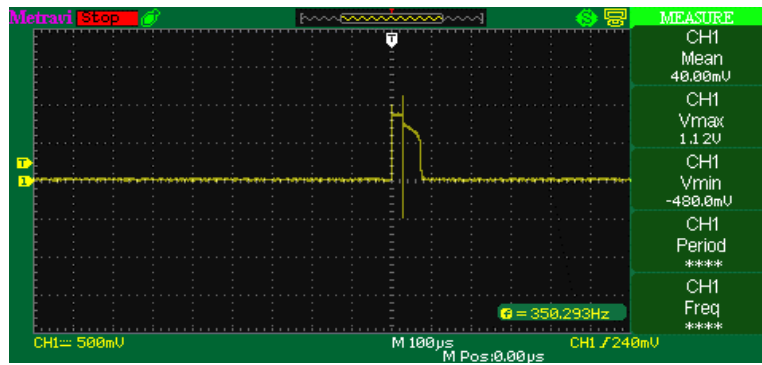 Metravi Stop S MEASURE
T
CH1
Mean
40.00mV
CH1
Vmax
1.12V
T
CH1
1
Vmin
-480.0mV
CH1
Period
****
CH1
f = 350.293Hz
Freq
****
CH1 500mV M 100μs CH1 240mV
M Pos:0.00μs